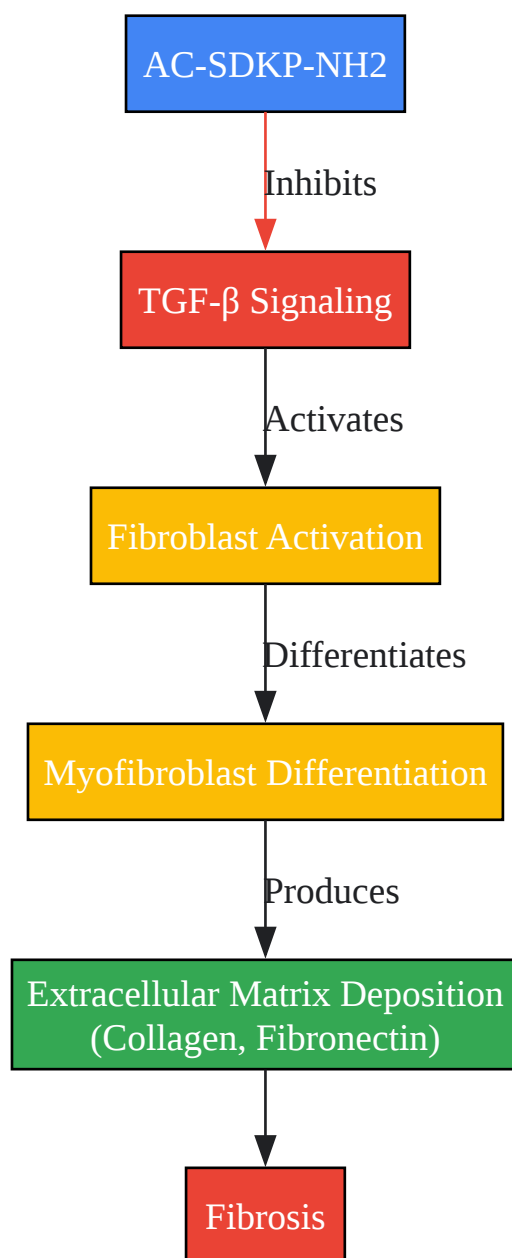 AC-SDKP-NH2
Inhibits
TGF-β Signaling
Activates
Fibroblast Activation
Differentiates
Myofibroblast Differentiation
Produces
Extracellular Matrix Deposition
(Collagen, Fibronectin)
Fibrosis